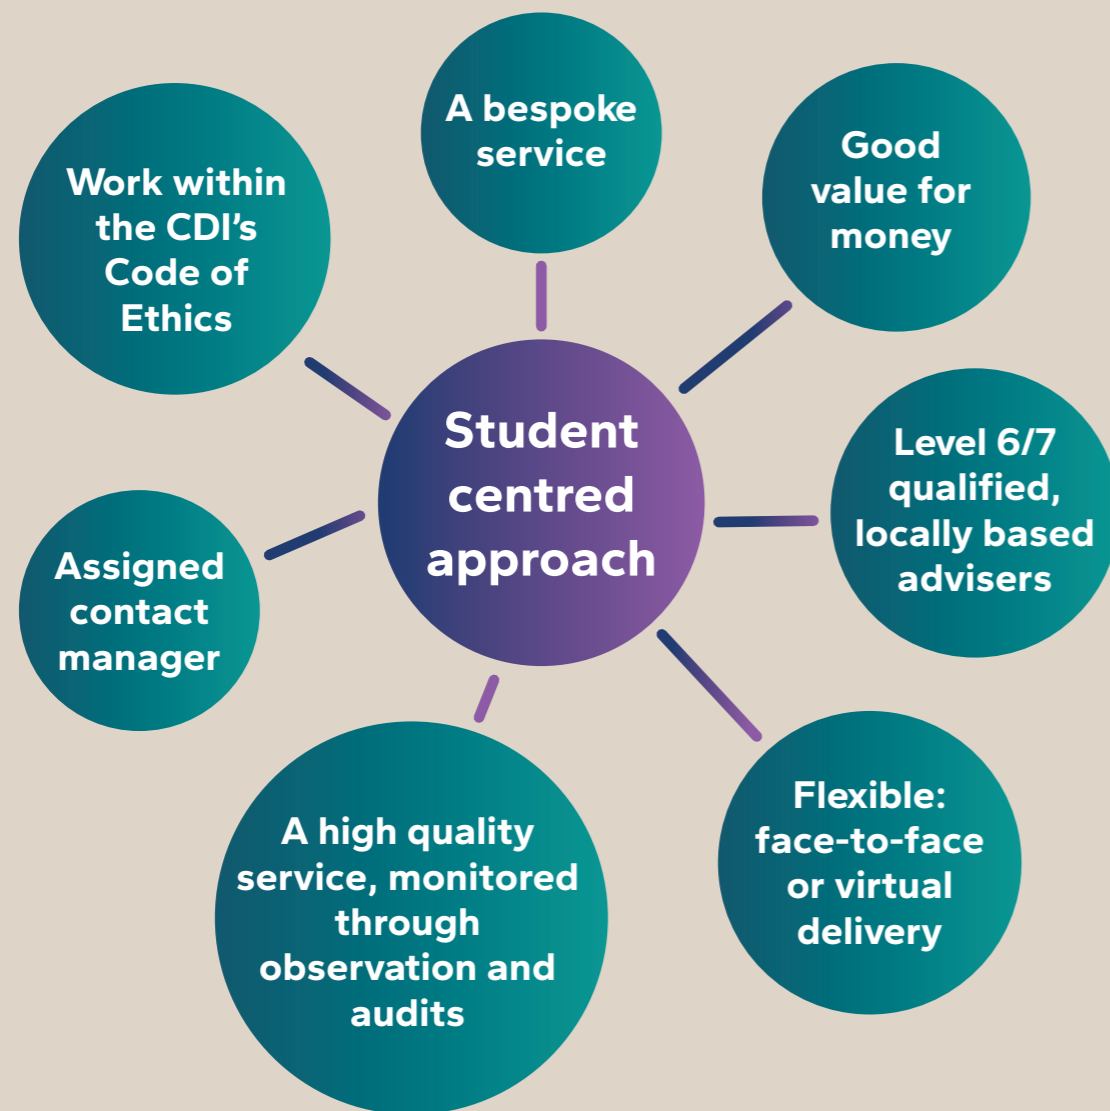 A bespoke
service
Good
value for
money
Work within
the CDI’s
Code of
Ethics
Student
centred
approach
Level 6/7
qualified,
locally based
advisers
Assigned
contact
manager
Flexible:
face-to-face
or virtual
delivery
A high quality
service, monitored
through
observation and
audits